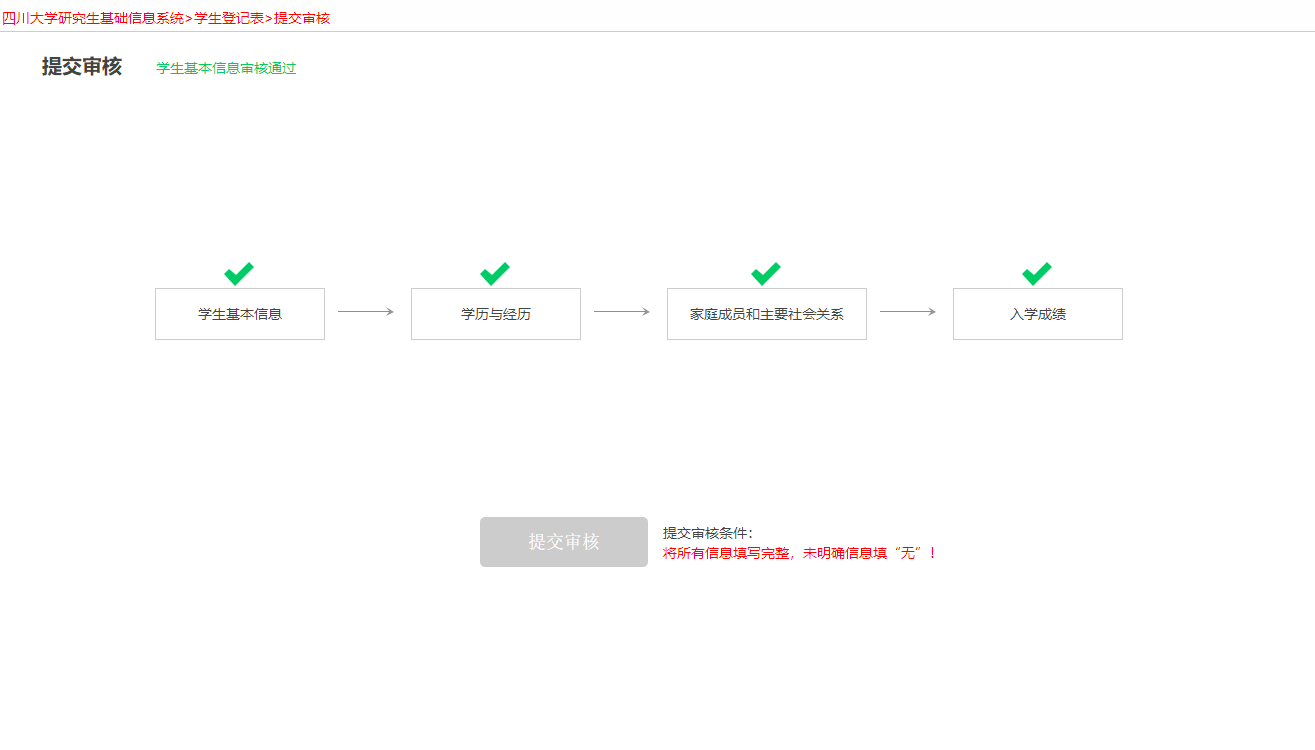 四川大学研究生基础信息系统>学生登记表>提交审核
提交审核
学生基本信息审核通过
学生基本信息
学历与经历
家庭成员和主要社会关系
入学成绩
提交审核
提交审核条件：
将所有信息填写完整，未明确信息填“无”！